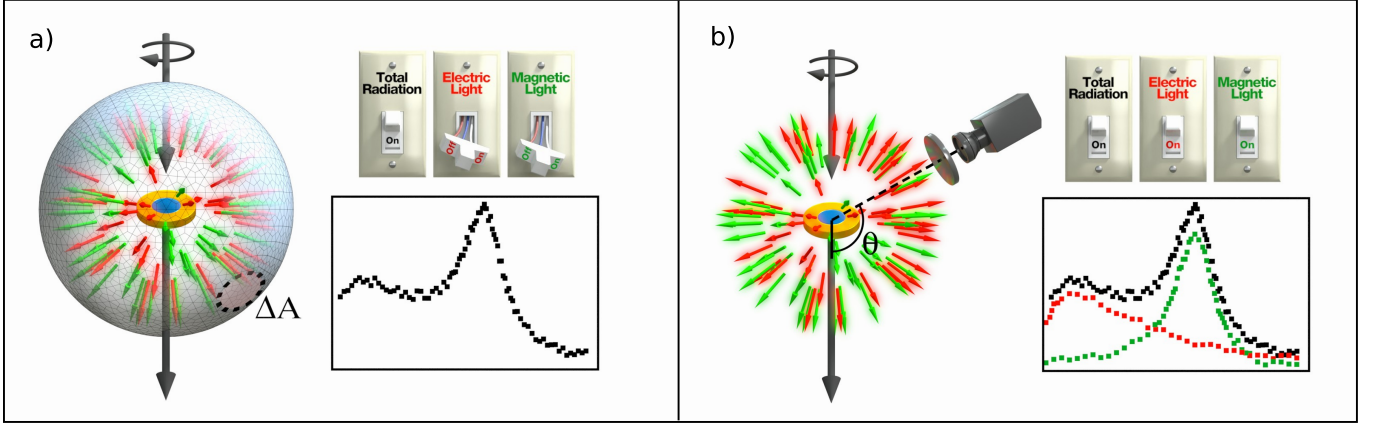 a)
Total
Radiation
On
Electric
Light
Off
On
Magnetic
Light
Off
On
ΔA
b)
Total
Radiation
On
Electric
Light
On
Magnetic
Light
On
θ